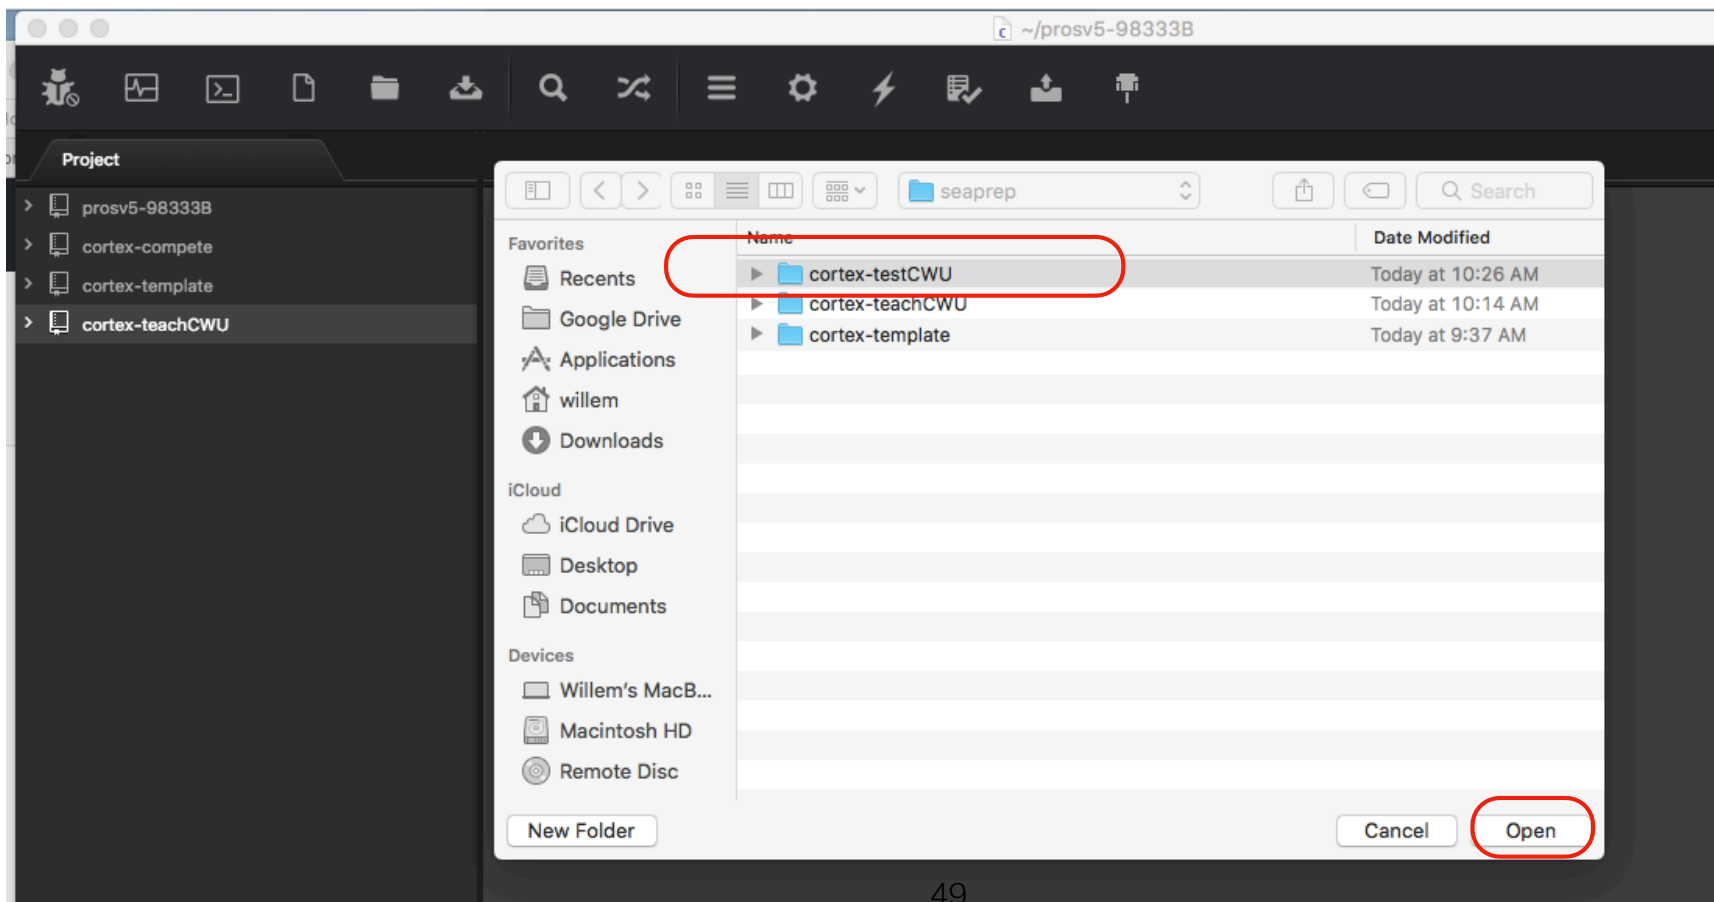 ~/prosv5-98333B
Project
prosv5-98333B
cortex-compete
cortex-template
cortex-teachCWU
seaprep
Search
Favorites
Recents
Google Drive
Applications
willem
Downloads
iCloud
iCloud Drive
Desktop
Documents
Devices
Willem's MacB...
Macintosh HD
Remote Disc
Name
Date Modified
cortex-testCWU
Today at 10:26 AM
cortex-teachCWU
Today at 10:14 AM
cortex-template
Today at 9:37 AM
New Folder
Cancel
Open
49